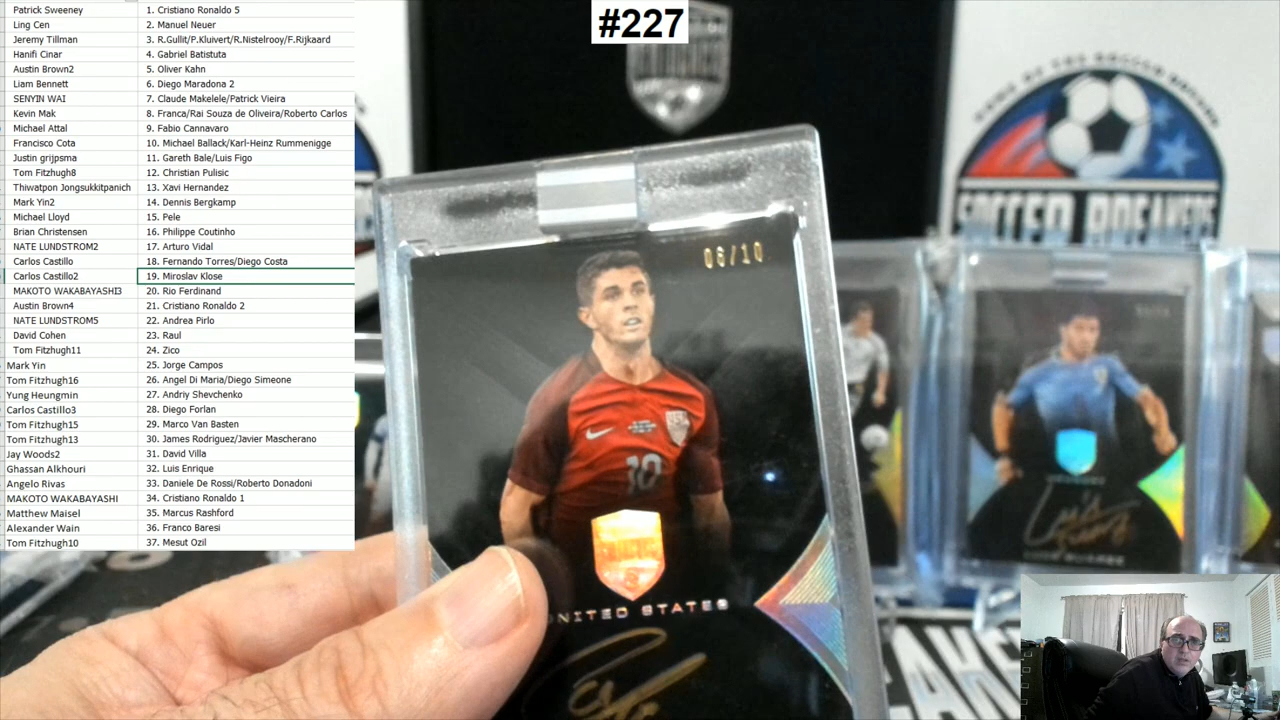 #227
Patrick Sweeney 1. Cristiano Ronaldo 5
Ling Cen 2. Manuel Neuer
Jeremy Tillman 3. R.Gullit/P.Kluivert/R.Nistelrooy/F.Rijkaard
Hanifi Cinar 4. Gabriel Batistuta
Austin Brown2 5. Oliver Kahn
Liam Bennett 6. Diego Maradona 2
SENYIN WAI 7. Claude Makelele/Patrick Vieira
Kevin Mak 8. Franca/Rai Souza de Oliveira/Roberto Carlos
Michael Attal 9. Fabio Cannavaro
Francisco Cota 10. Michael Ballack/Karl-Heinz Rummenigge
Justin grijpsma 11. Gareth Bale/Luis Figo
Tom Fitzhugh8 12. Christian Pulisic
Thiwatpon Jongsukkitpanich 13. Xavi Hernandez
Mark Yin2 14. Dennis Bergkamp
Michael Lloyd 15. Pele
Brian Christensen 16. Philippe Coutinho
NATE LUNDSTROM2 17. Arturo Vidal
Carlos Castillo 18. Fernando Torres/Diego Costa
Carlos Castillo2 19. Miroslav Klose
MAKOTO WAKABAYASHI3 20. Rio Ferdinand
Austin Brown4 21. Cristiano Ronaldo 2
NATE LUNDSTROM5 22. Andrea Pirlo
David Cohen 23. Raul
Tom Fitzhugh11 24. Zico
Mark Yin 25. Jorge Campos
Tom Fitzhugh16 26. Angel Di Maria/Diego Simeone
Yung Heungmin 27. Andriy Shevchenko
Carlos Castillo3 28. Diego Forlan
Tom Fitzhugh15 29. Marco Van Basten
Tom Fitzhugh13 30. James Rodriguez/Javier Mascherano
Jay Woods2 31. David Villa
Ghassan Alkhouri 32. Luis Enrique
Angelo Rivas 33. Daniele De Rossi/Roberto Donadoni
MAKOTO WAKABAYASHI 34. Cristiano Ronaldo 1
Matthew Maisel 35. Marcus Rashford
Alexander Wain 36. Franco Baresi
Tom Fitzhugh10 37. Mesut Ozil
06/10
10
UNITED STATES
SOCCER BREAKERS